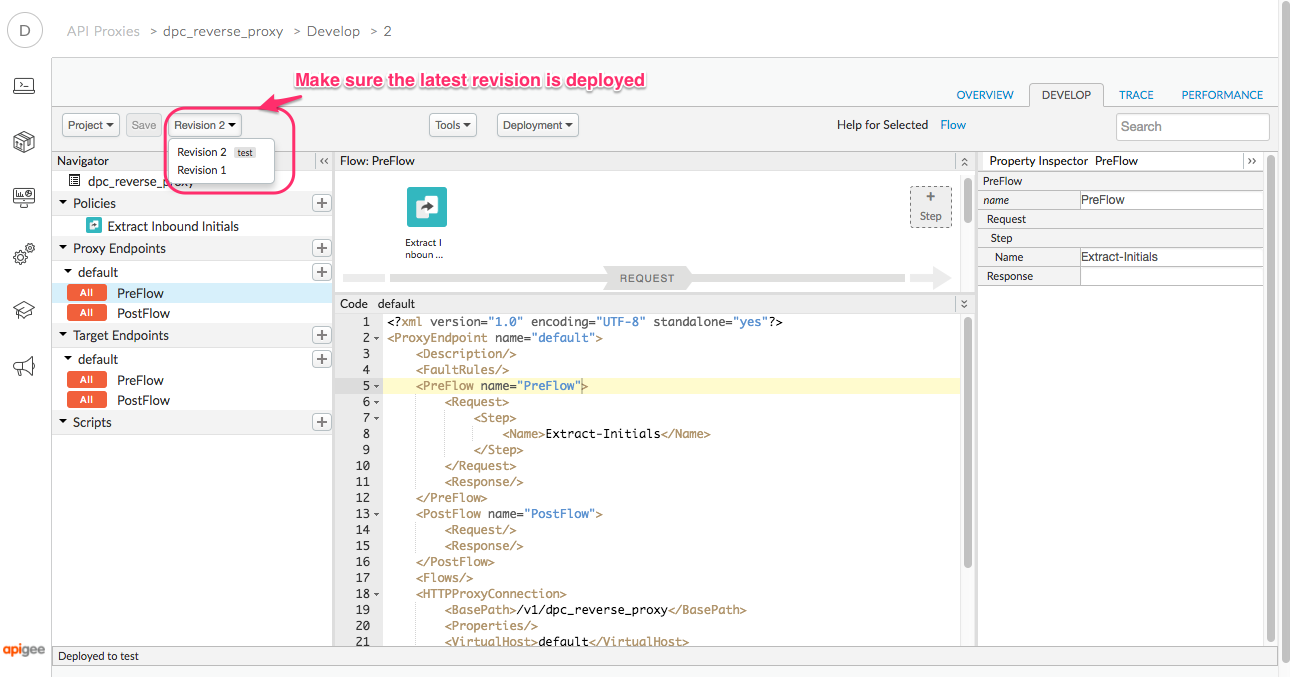 D
API Proxies > dpc_reverse_proxy > Develop > 2
Make sure the latest revision is deployed
OVERVIEW DEVELOP TRACE PERFORMANCE
Project Save Revision 2 Tools Deployment Help for Selected Flow Search
Revision 2 test
Revision 1
Navigator
dpc_reverse_proxy
Policies
Extract Inbound Initials
Proxy Endpoints
default
All PreFlow
All PostFlow
Target Endpoints
default
All PreFlow
All PostFlow
Scripts
Flow: PreFlow
Extract I
nboun ...
+
Step
REQUEST
Code default
1 <?xml version="1.0" encoding="UTF-8" standalone="yes"?>
2 <ProxyEndpoint name="default">
3 <Description/>
4 <FaultRules/>
5 <PreFlow name="PreFlow">
6 <Request>
7 <Step>
8 <Name>Extract-Initials</Name>
9 </Step>
10 </Request>
11 <Response/>
12 </PreFlow>
13 <PostFlow name="PostFlow">
14 <Request/>
15 <Response/>
16 </PostFlow>
17 <Flows/>
18 <HTTPProxyConnection>
19 <BasePath>/v1/dpc_reverse_proxy</BasePath>
20 <Properties/>
21 <VirtualHost>default</VirtualHost>
Property Inspector PreFlow
PreFlow
name PreFlow
Request
Step
Name Extract-Initials
Response
apigee
Deployed to test